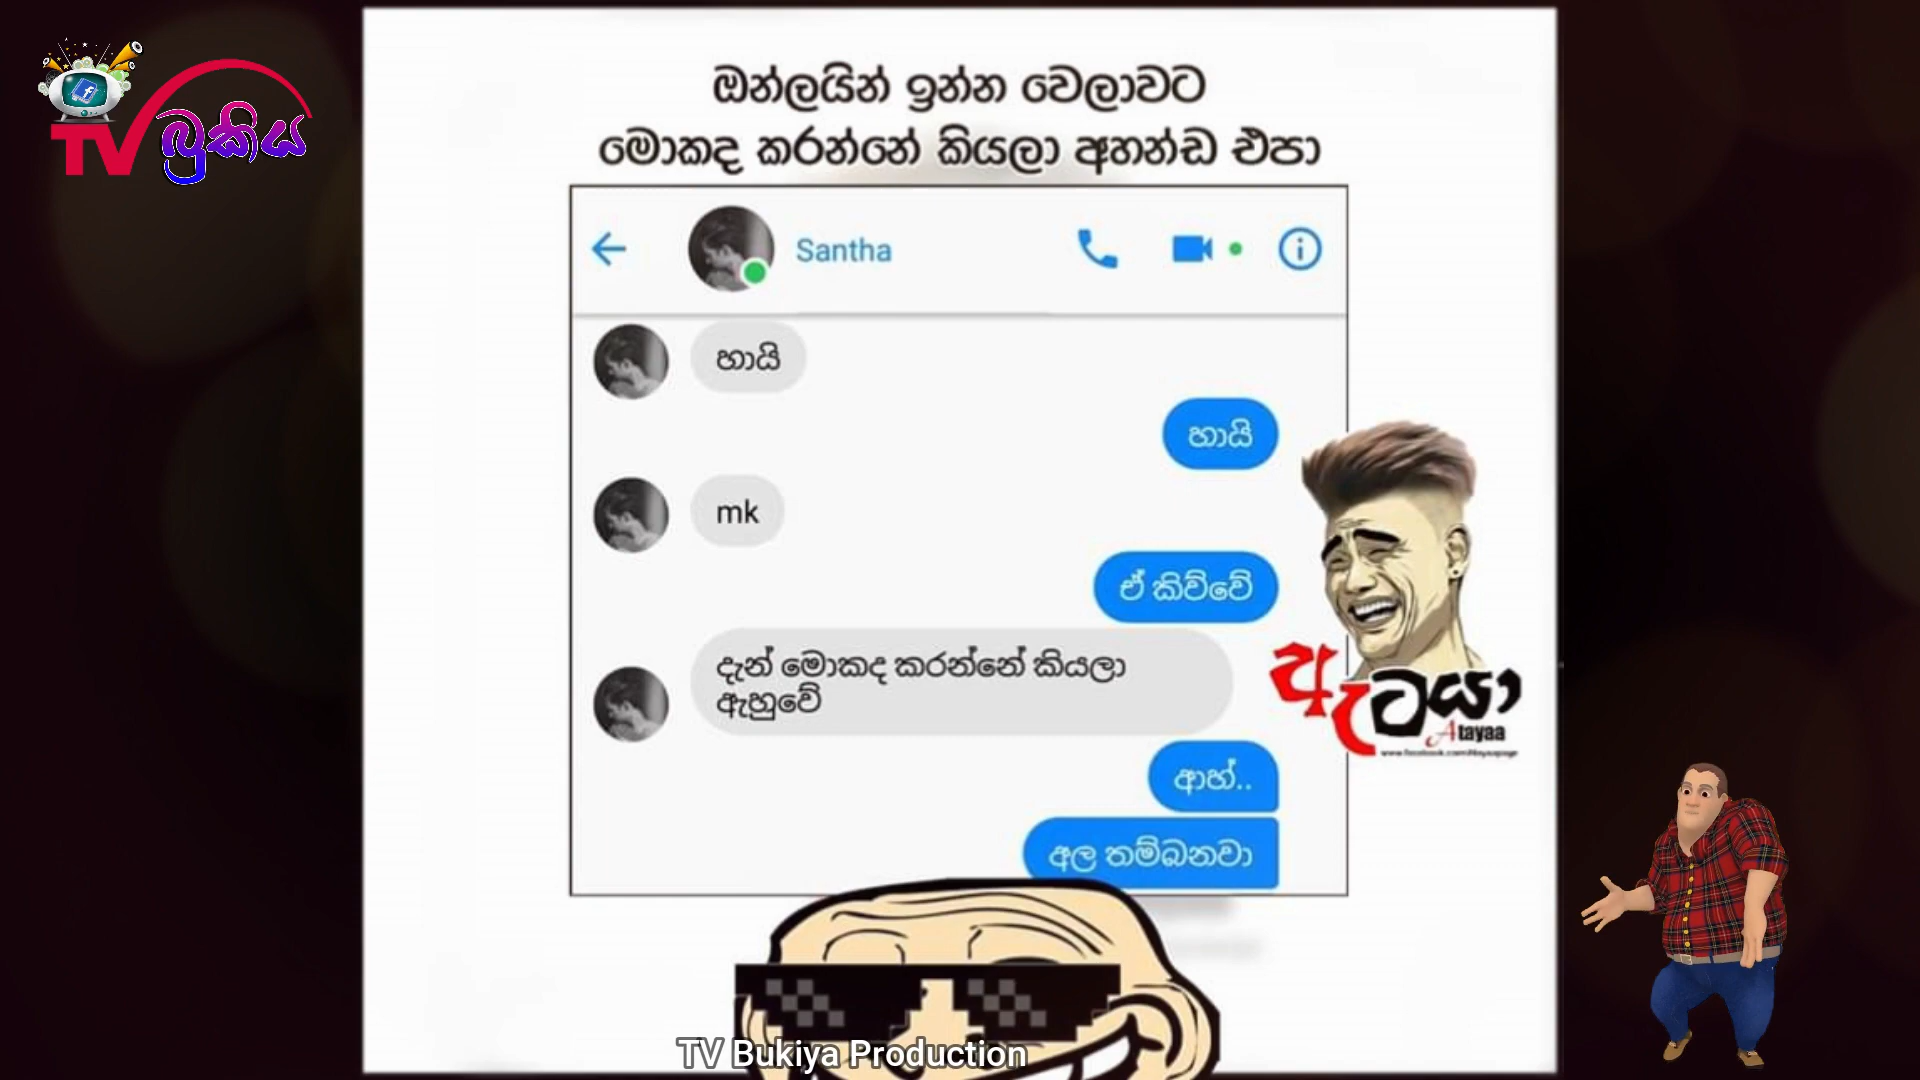 TV බුකිය
ඔන්ලයින් ඉන්න වෙලාවට
මොකද කරන්නේ කියලා අහන්ඩ එපා
Santha
හායි
හායි
mk
ඒ කිව්වේ
දැන් මොකද කරන්නේ කියලා
ඇහුවේ
ආහ්..
අල තම්බනවා
ඇටයා
Atayaa
TV Bukiya Production